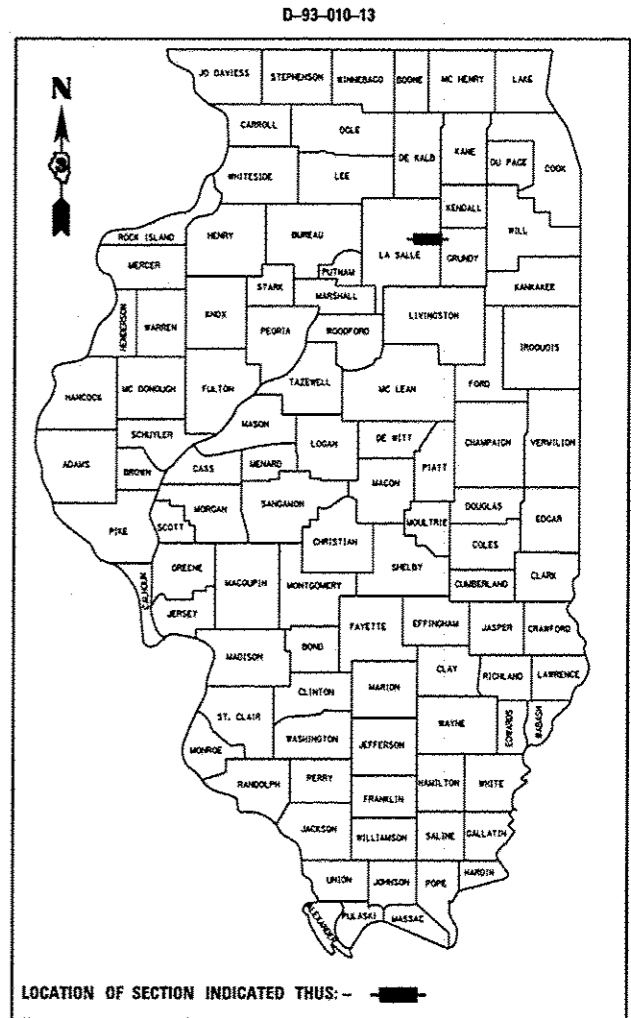 D-93-010-13
JO DAVIESS STEPHENSON WINNEBAGO BOONE MC HENRY LAKE
N
CARROLL OGLE DE KALB KANE DU PAGE COOK
WHITESIDE LEE
KENDALL
ROCK ISLAND HENRY BUREAU LA SALLE GRUNDY WILL
MERCER PUTNAM
STARK MARSHALL KANKAKEE
HENDERSON WARREN KNOX PEORIA WOODFORD LIVINGSTON IROQUOIS
HANCOCK MC DONOUGH FULTON TAZEWELL MC LEAN FORD
MASON
SCHUYLER LOGAN DE WITT CHAMPAIGN VERMILION
ADAMS BROWN CASS MENARD PIATT
MACON
MORGAN SANGAMON DOUGLAS
PIKE SCOTT CHRISTIAN MOULTRIE EDGAR
COLES
CALHOUN GREENE MACOUPIN MONTGOMERY SHELBY CUMBERLAND CLARK
JERSEY
FAYETTE EFFINGHAM JASPER CRAWFORD
MADISON BOND
CLAY RICHLAND LAWRENCE
CLINTON MARION
ST. CLAIR WAYNE EDWARDS WABASH
MONROE WASHINGTON JEFFERSON
RANDOLPH PERRY HAMILTON WHITE
FRANKLIN
JACKSON WILLIAMSON SALINE GALLATIN
UNION JOHNSON POPE HARDIN
ALEXANDER PULASKI MASSAC
LOCATION OF SECTION INDICATED THUS: -